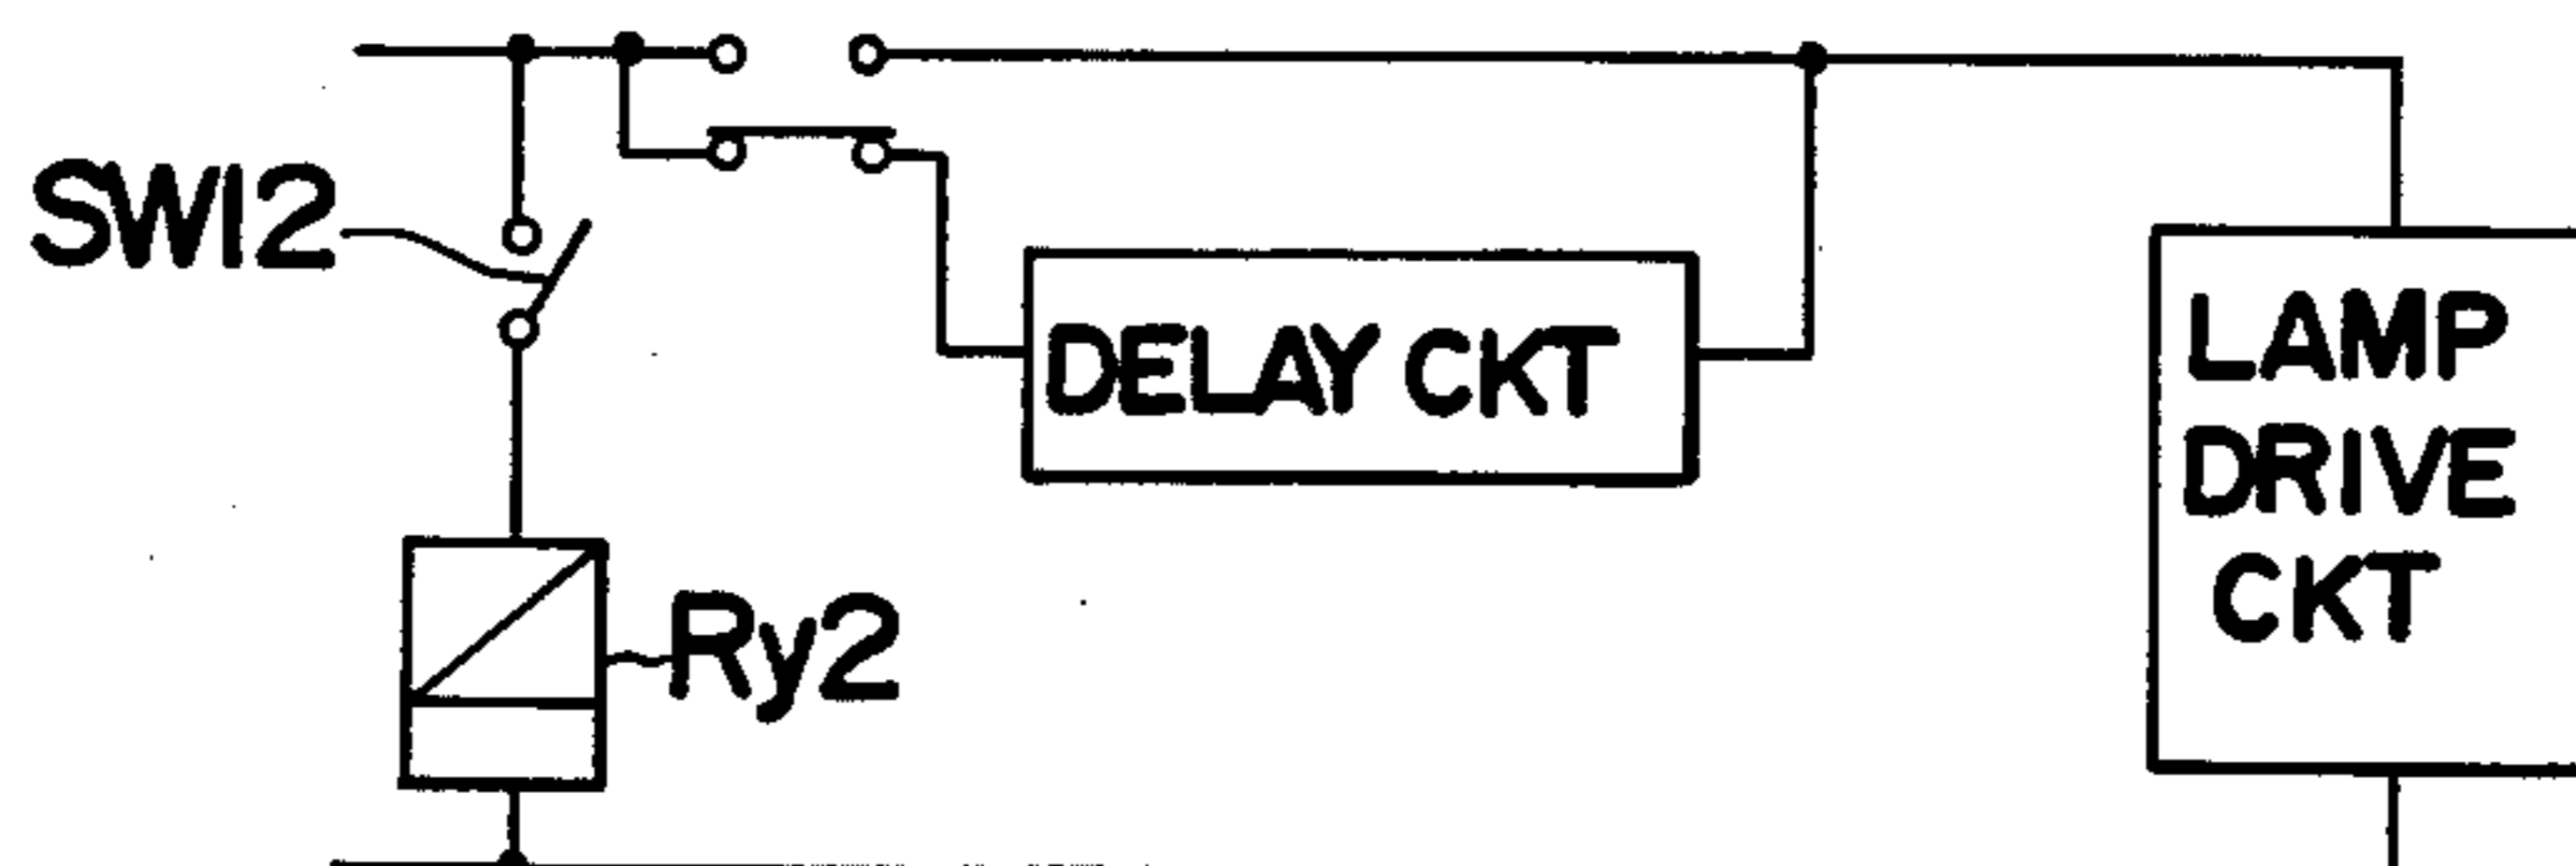 SW12
DELAY CKT
LAMP
DRIVE
CKT
Ry2